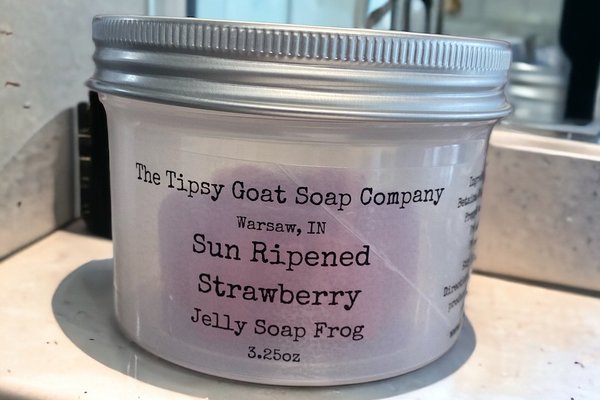 The Tipsy Goat Soap Company
Warsaw, IN
Sun Ripened
Strawberry
Jelly Soap Frog
3.25oz